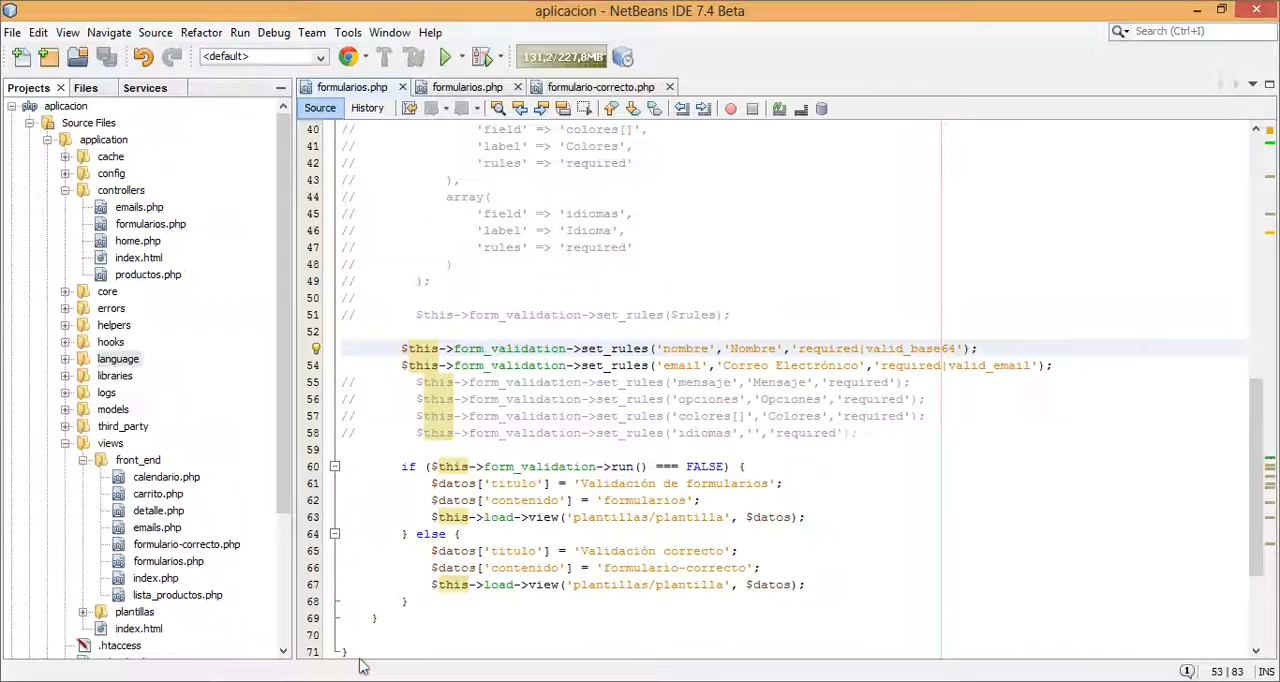 aplicacion - NetBeans IDE 7.4 Beta
File Edit View Navigate Source Refactor Run Debug Team Tools Window Help
Search (Ctrl+I)
<default>
131,2/227,8MB
Projects Files Services
formularios.php formularios.php formulario-correcto.php
Source History
aplicacion
Source Files
application
cache
config
controllers
emails.php
formularios.php
home.php
index.html
productos.php
core
errors
helpers
hooks
language
libraries
logs
models
third_party
views
front_end
calendario.php
carrito.php
detalle.php
emails.php
formulario-correcto.php
formularios.php
index.php
lista_productos.php
plantillas
index.html
.htaccess
40 // 'field' => 'colores[]',
41 // 'label' => 'Colores',
42 // 'rules' => 'required'
43 // ),
44 // array(
45 // 'field' => 'idiomas',
46 // 'label' => 'Idioma',
47 // 'rules' => 'required'
48 // )
49 // );
50 //
51 // $this->form_validation->set_rules($rules);
52
$this->form_validation->set_rules('nombre','Nombre','required|valid_base64');
54 $this->form_validation->set_rules('email','Correo Electrónico','required|valid_email');
55 // $this->form_validation->set_rules('mensaje','Mensaje','required');
56 // $this->form_validation->set_rules('opciones','Opciones','required');
57 // $this->form_validation->set_rules('colores[]','Colores','required');
58 // $this->form_validation->set_rules('idiomas','','required');
59
60 if ($this->form_validation->run() === FALSE) {
61 $datos['titulo'] = 'Validación de formularios';
62 $datos['contenido'] = 'formularios';
63 $this->load->view('plantillas/plantilla', $datos);
64 } else {
65 $datos['titulo'] = 'Validación correcto';
66 $datos['contenido'] = 'formulario-correcto';
67 $this->load->view('plantillas/plantilla', $datos);
68 }
69 }
70
71 }
53 / 83 INS